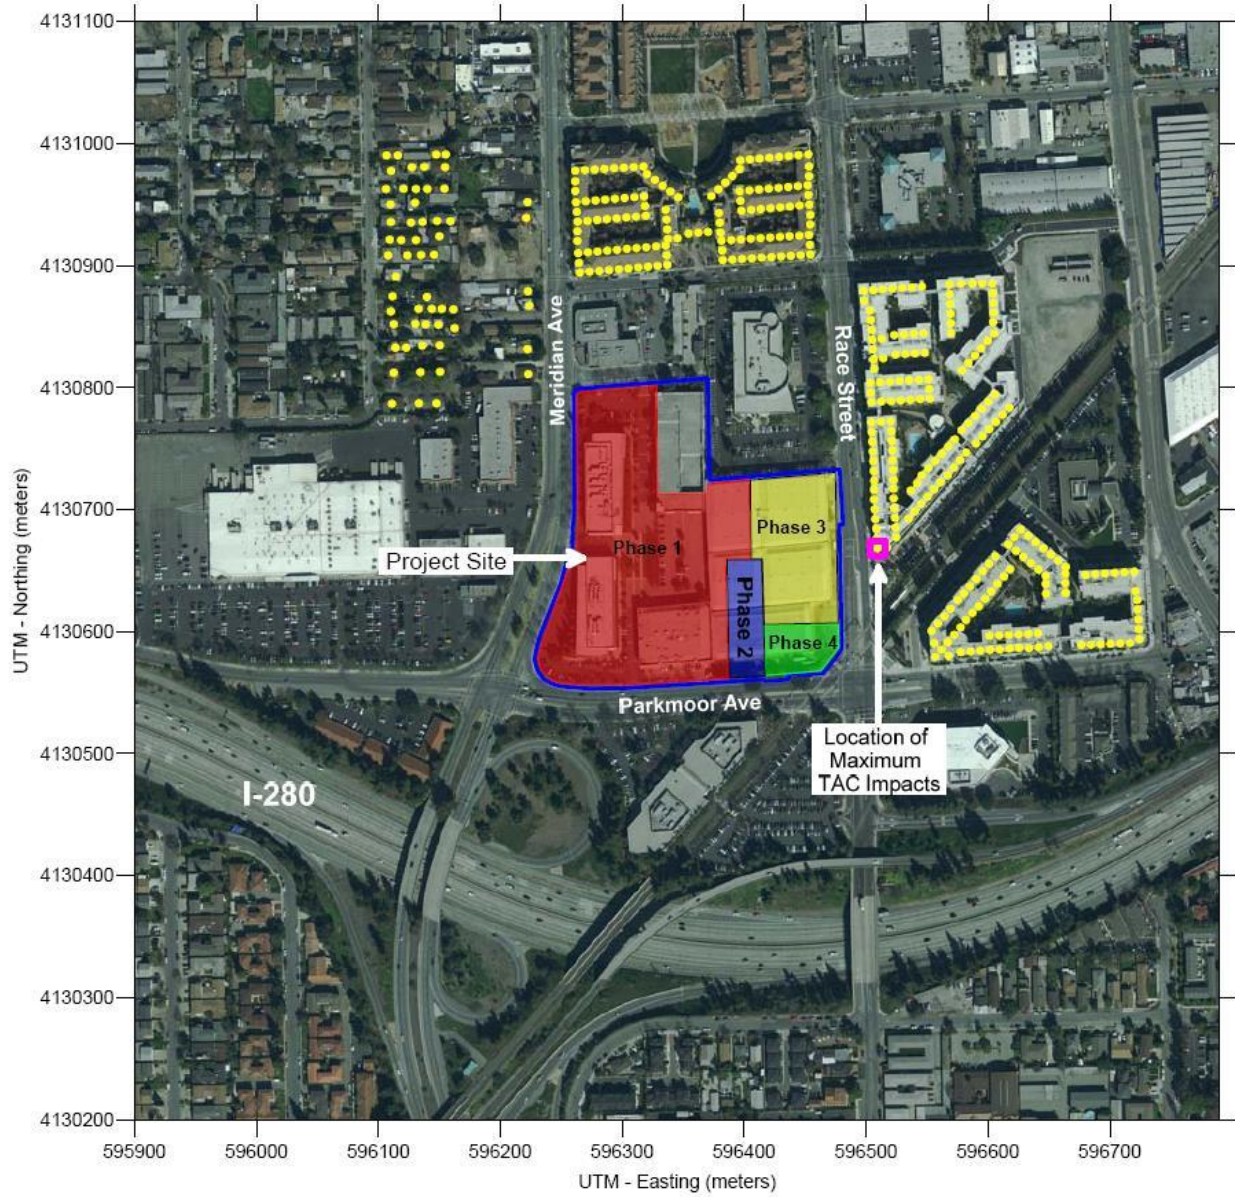 4131100
4131000
4130900
4130800
4130700
4130600
4130500
4130400
4130300
4130200
UTM - Northing (meters)
Meridian Ave
Race Street
Project Site
Phase 1
Phase 2
Phase 3
Phase 4
Parkmoor Ave
Location of
Maximum
TAC Impacts
I-280
595900
596000
596100
596200
596300
596400
596500
596600
596700
UTM - Easting (meters)